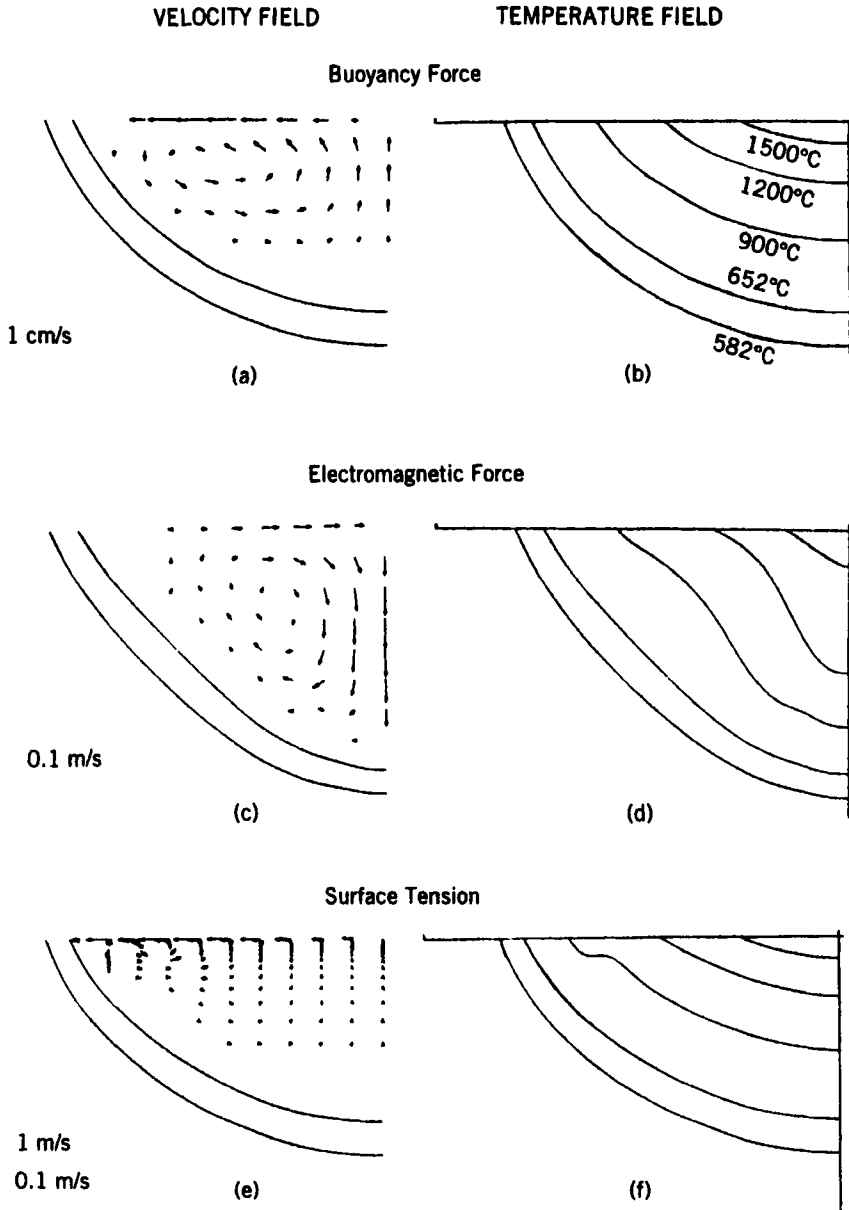 VELOCITY FIELD TEMPERATURE FIELD
Buoyancy Force
1500°C
1200°C
900°C
652°C
582°C
1 cm/s
(a) (b)
Electromagnetic Force
0.1 m/s
(c) (d)
Surface Tension
1 m/s
0.1 m/s
(e) (f)